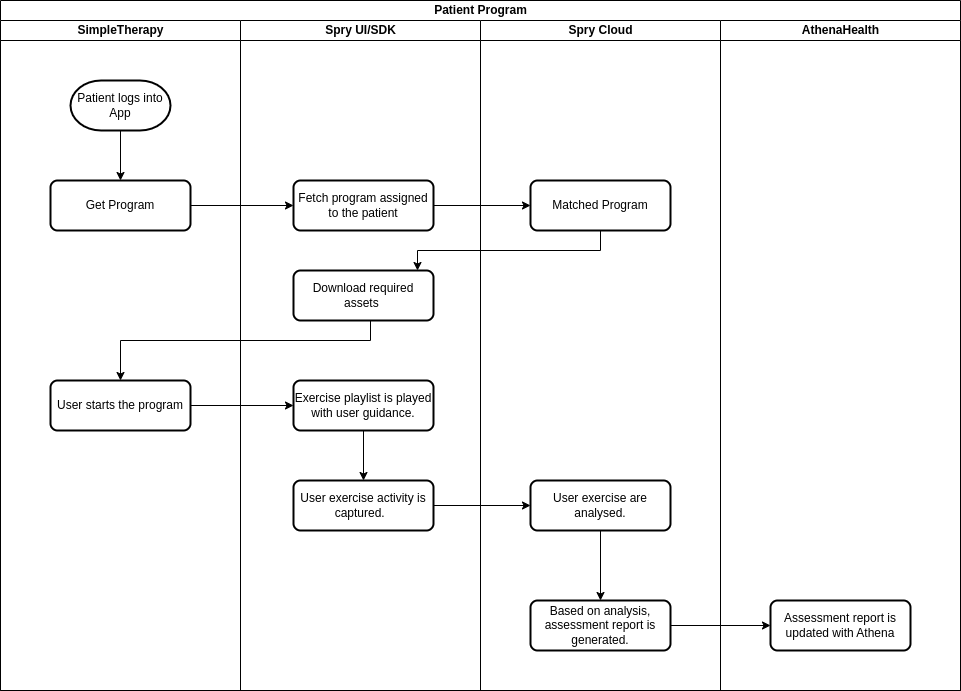 Patient Program
SimpleTherapy
Spry UI/SDK
Spry Cloud
AthenaHealth
Patient logs into
App
Get Program
Fetch program assigned
to the patient
Matched Program
Download required
assets
User starts the program
Exercise playlist is played
with user guidance.
User exercise activity is
captured.
User exercise are
analysed.
Based on analysis,
assessment report is
generated.
Assessment report is
updated with Athena